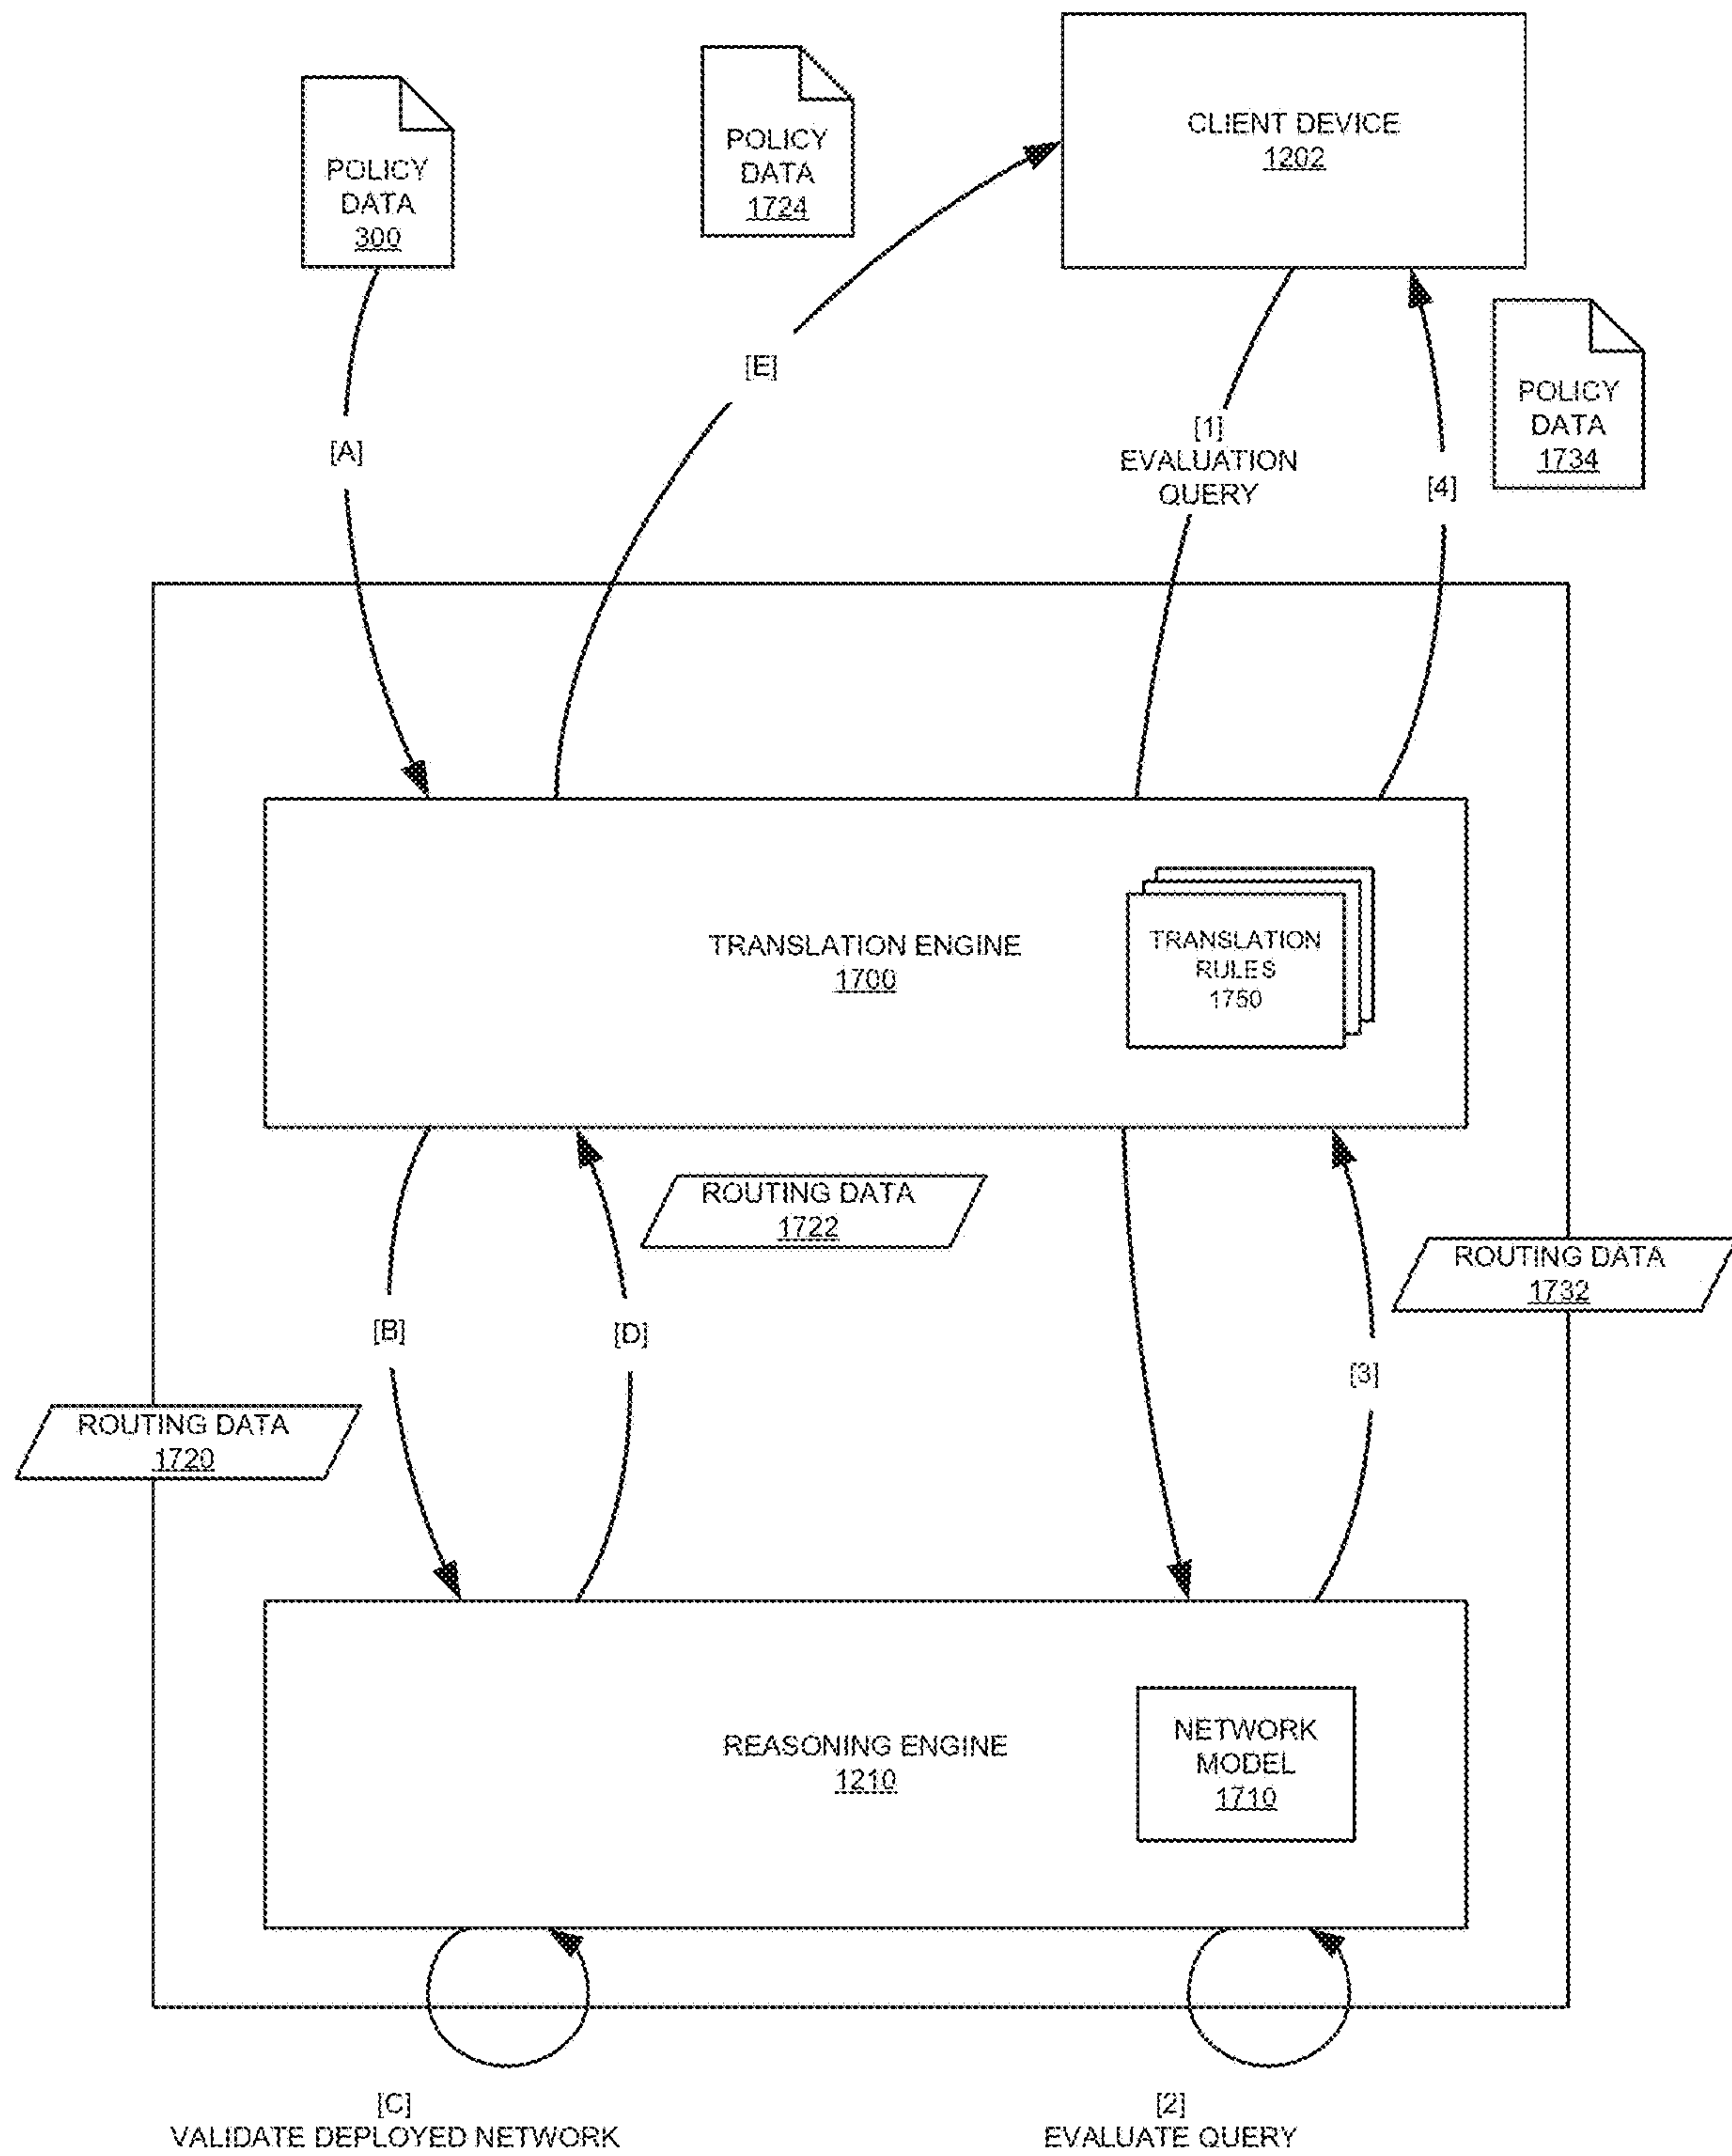 CLIENT DEVICE
1202
POLICY
DATA
1724
POLICY
DATA
300
[E]
POLICY
DATA
1734
[A]
[1]
EVALUATION
QUERY
[4]
TRANSLATION ENGINE
1700
TRANSLATION
RULES
1750
ROUTING DATA
1722
ROUTING DATA
1732
[B]
[D]
[3]
ROUTING DATA
1720
REASONING ENGINE
1210
NETWORK
MODEL
1710
[C]
VALIDATE DEPLOYED NETWORK
[2]
EVALUATE QUERY